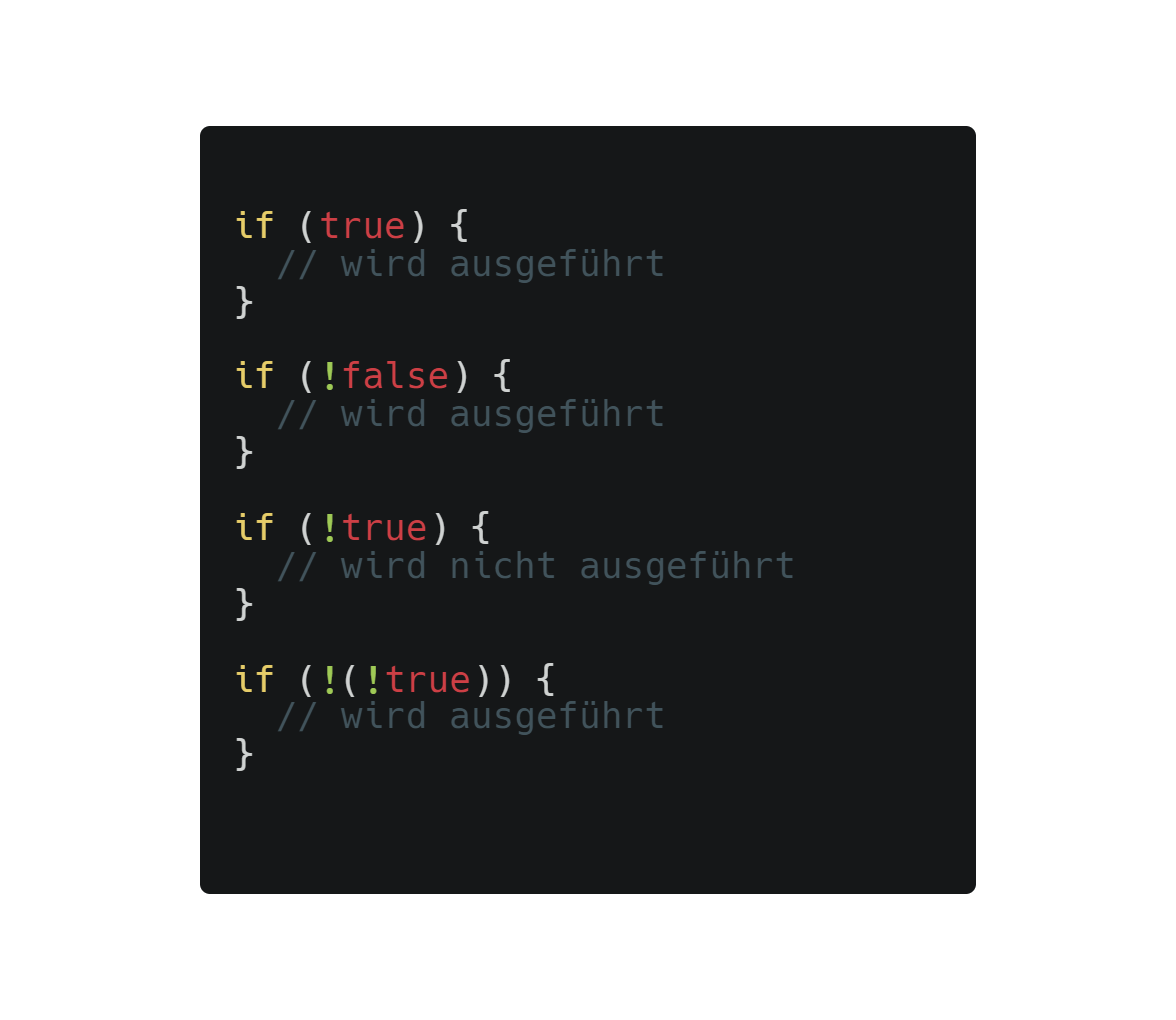 if (true) {
  // wird ausgeführt
}
if (!false) {
  // wird ausgeführt
}
if (!true) {
  // wird nicht ausgeführt
}
if (!(!true)) {
  // wird ausgeführt
}